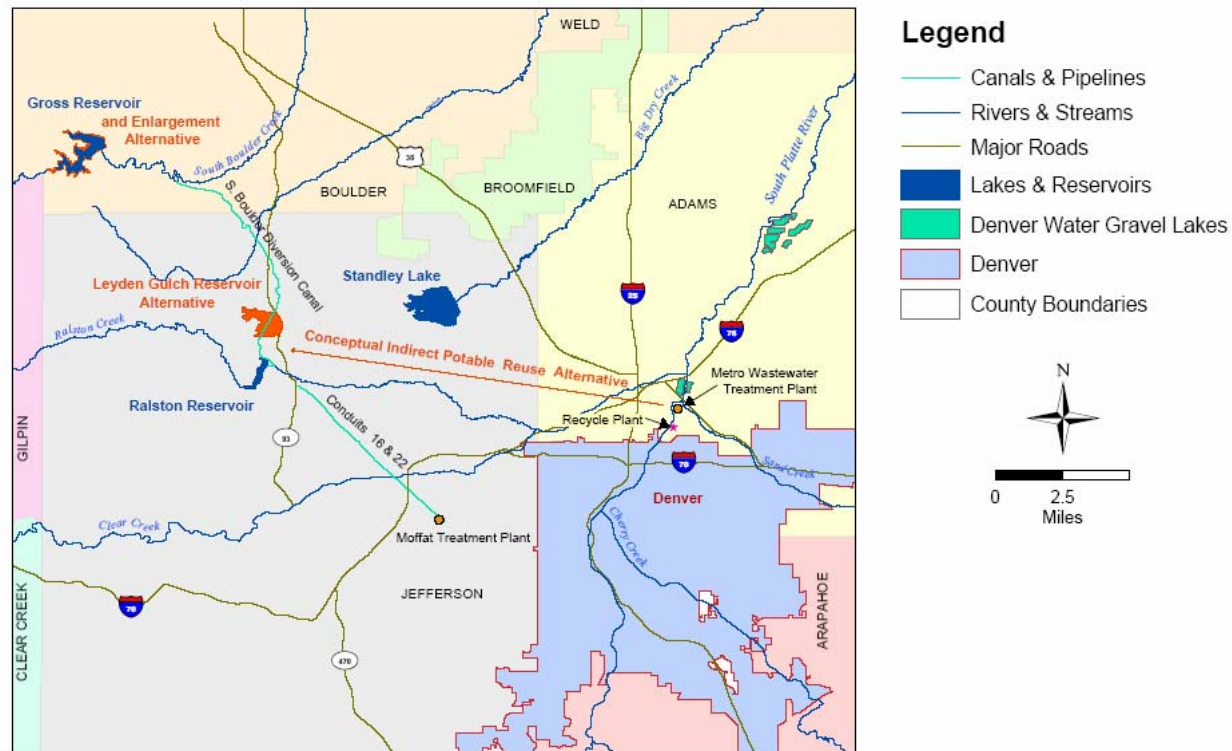 WELD
Gross Reservoir
and Enlargement
Alternative
South Boulder Creek
Big Dry Creek
South Platte River
36
BOULDER
BROOMFIELD
ADAMS
S. Boulder Diversion Canal
Standley Lake
Leyden Gulch Reservoir
Alternative
25
76
Ralston Creek
Conceptual Indirect Potable Reuse Alternative
Metro Wastewater
Treatment Plant
Ralston Reservoir
Recycle Plant
GILPIN
Conduits 16 & 22
93
70
Sand Creek
Denver
Clear Creek
Moffat Treatment Plant
Cherry Creek
JEFFERSON
70
CLEAR CREEK
ARAPAHOE
470
Legend
Canals & Pipelines
Rivers & Streams
Major Roads
Lakes & Reservoirs
Denver Water Gravel Lakes
Denver
County Boundaries
N
0 2.5
Miles